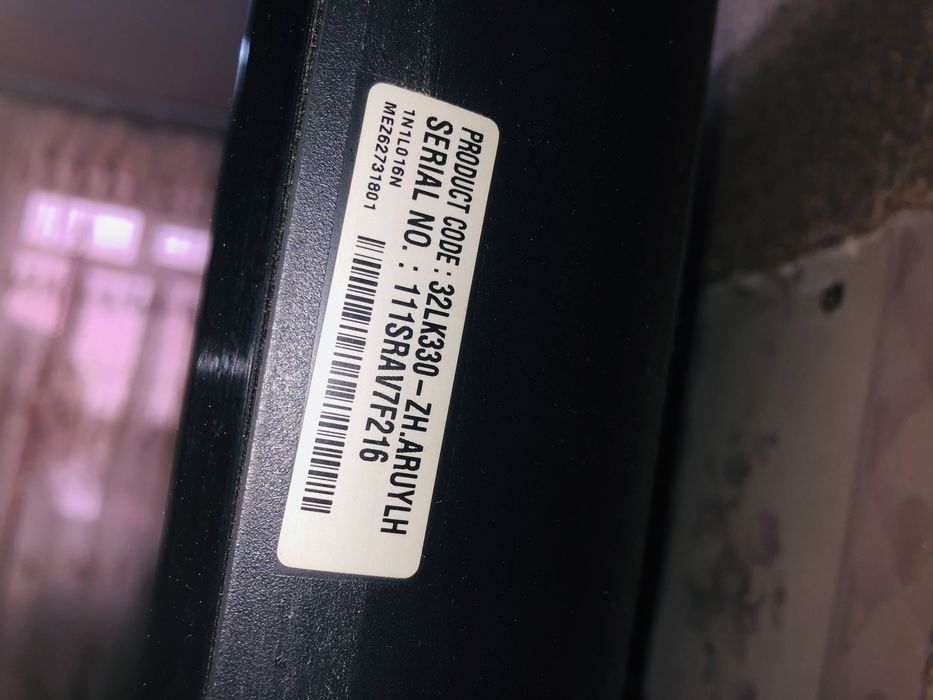 PRODUCT CODE : 32LK330-ZH.ARUYLH
SERIAL NO. : 111SRAV7F216
1N1L016N
MEZ62731801